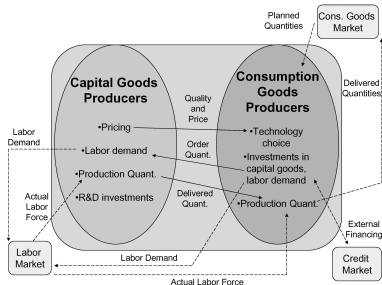 Planned
Quantities
Cons. Goods
Market
Capital Goods
Producers
Consumption
Goods
Producers
Quality
and
Price
Delivered
Quantities
•Pricing
•Technology
choice
Labor
Demand
•Labor demand
Order
Quant.
•Investments in
capital goods,
labor demand
•Production Quant.
Actual
Labor
Force
•R&D investments
Delivered
Quant.
•Production Quant.
External
Financing
Labor
Market
Labor Demand
Credit
Market
Actual Labor Force